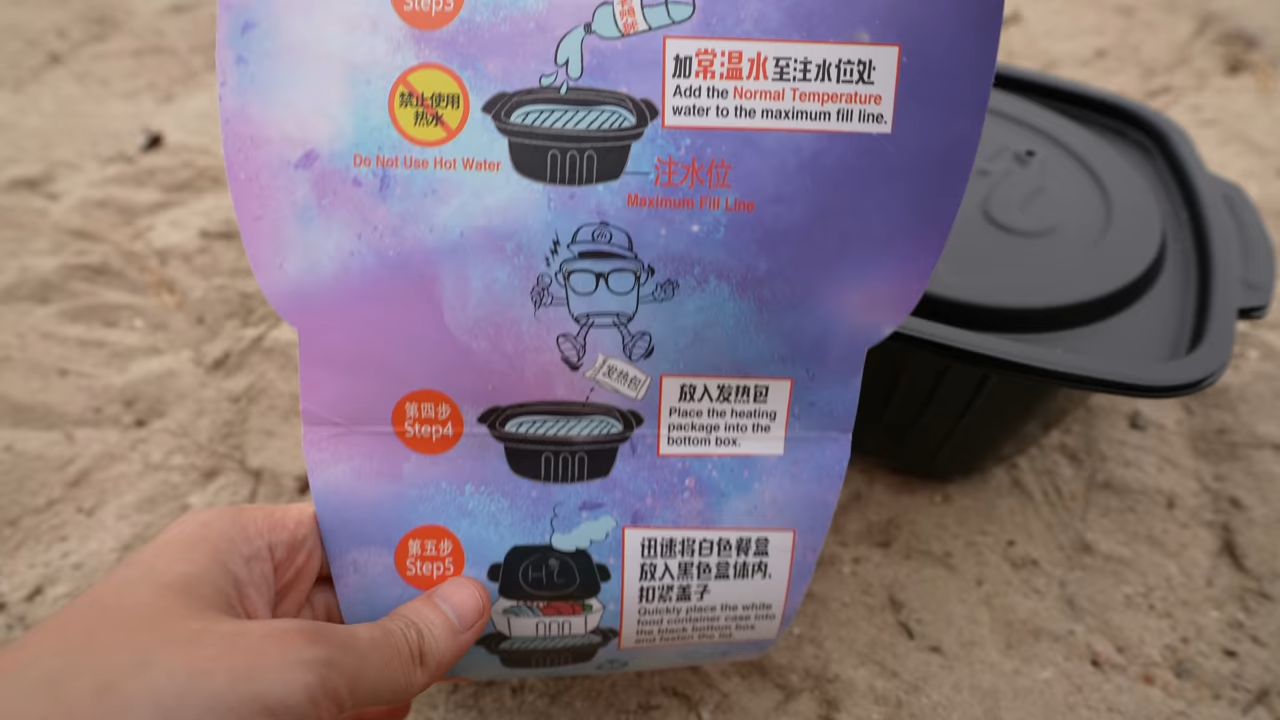 Step3
加常温水至注水位处
Add the Normal Temperature
water to the maximum fill line.
禁止使用
热水
Do Not Use Hot Water
注水位
Maximum Fill Line
发热包
第四步
Step4
放入发热包
Place the heating
package into the
bottom box.
第五步
Step5
迅速将白色餐盒
放入黑色盒体内,
扣紧盖子
Quickly place the white
food container case into
the black bottom box
and fasten the lid.